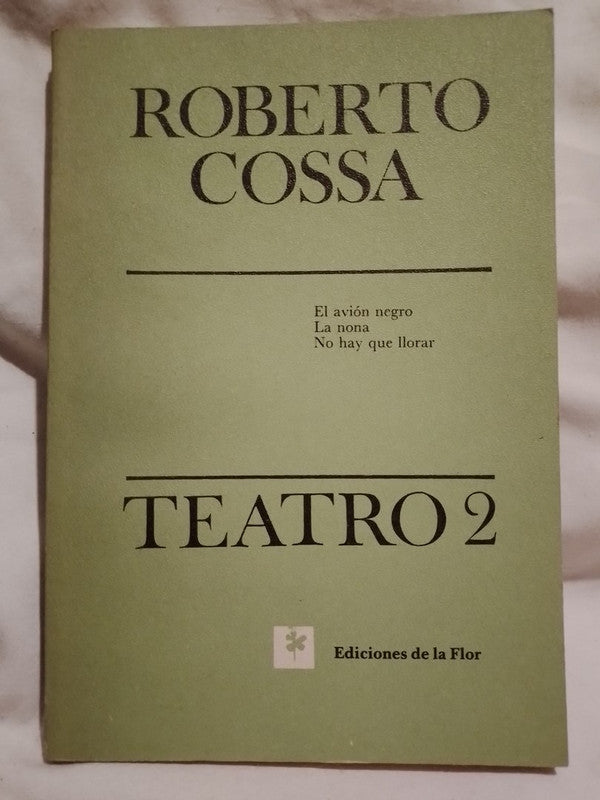 ROBERTO
COSSA
El avión negro
La nona
No hay que llorar
TEATRO 2
Ediciones de la Flor